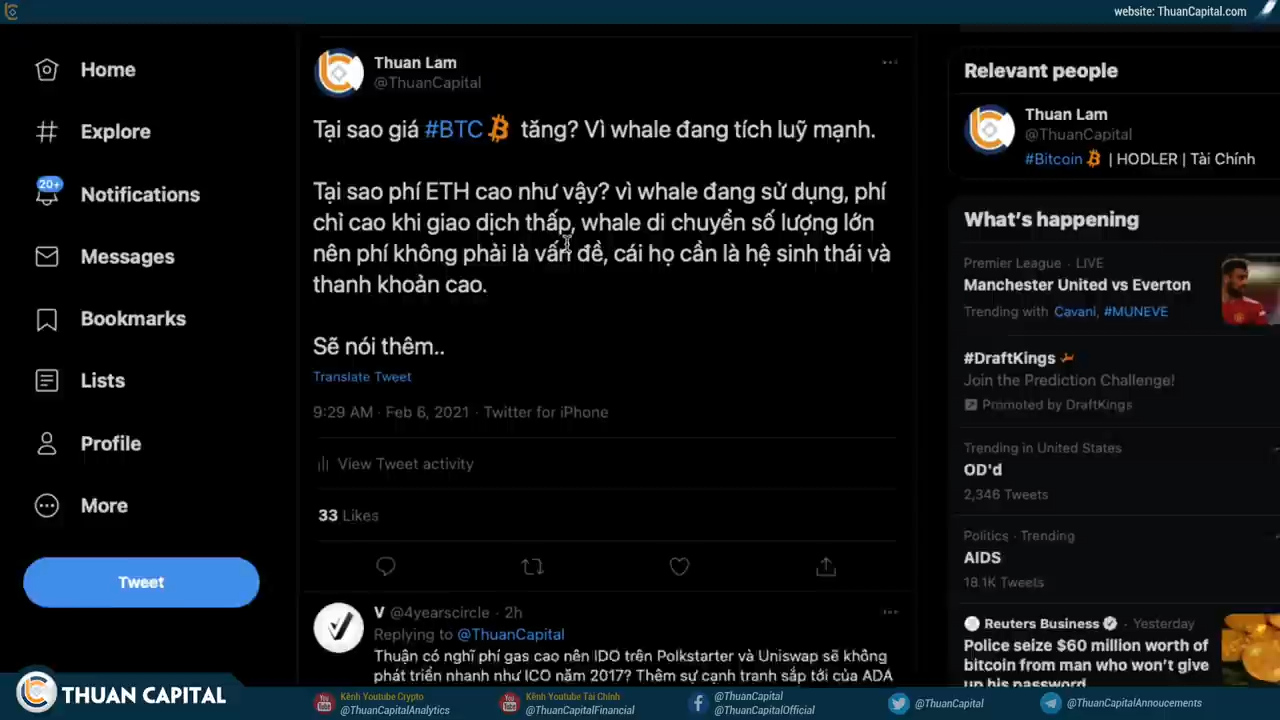 website: ThuanCapital.com
Home
Explore
20+
Notifications
Messages
Bookmarks
Lists
Profile
More
Tweet
Thuan Lam
@ThuanCapital
Tại sao giá #BTC tăng? Vì whale đang tích luỹ mạnh.
Tại sao phí ETH cao như vậy? vì whale đang sử dụng, phí
chỉ cao khi giao dịch thấp, whale di chuyển số lượng lớn
nên phí không phải là vấn đề, cái họ cần là hệ sinh thái và
thanh khoản cao.
Sẽ nói thêm..
Translate Tweet
9:29 AM · Feb 6, 2021 · Twitter for iPhone
View Tweet activity
33 Likes
V @4yearscircle · 2h
Replying to @ThuanCapital
Thuận có nghĩ phí gas cao nên IDO trên Polkstarter và Uniswap sẽ không
phát triển nhanh như ICO năm 2017? Thêm sự cạnh tranh sắp tới của ADA
Relevant people
Thuan Lam
@ThuanCapital
#Bitcoin | HODLER | Tài Chính
What's happening
Premier League · LIVE
Manchester United vs Everton
Trending with Cavani, #MUNEVE
#DraftKings
Join the Prediction Challenge!
Promoted by DraftKings
Trending in United States
OD'd
2,346 Tweets
Politics · Trending
AIDS
18.1K Tweets
Reuters Business · Yesterday
Police seize $60 million worth of
bitcoin from man who won't give
up his password
THUAN CAPITAL
Kênh Youtube Crypto
@ThuanCapitalAnalytics
Kênh Youtube Tài Chính
@ThuanCapitalFinancial
@ThuanCapital
@ThuanCapitalOfficial
@ThuanCapital
@ThuanCapitalAnnoucements